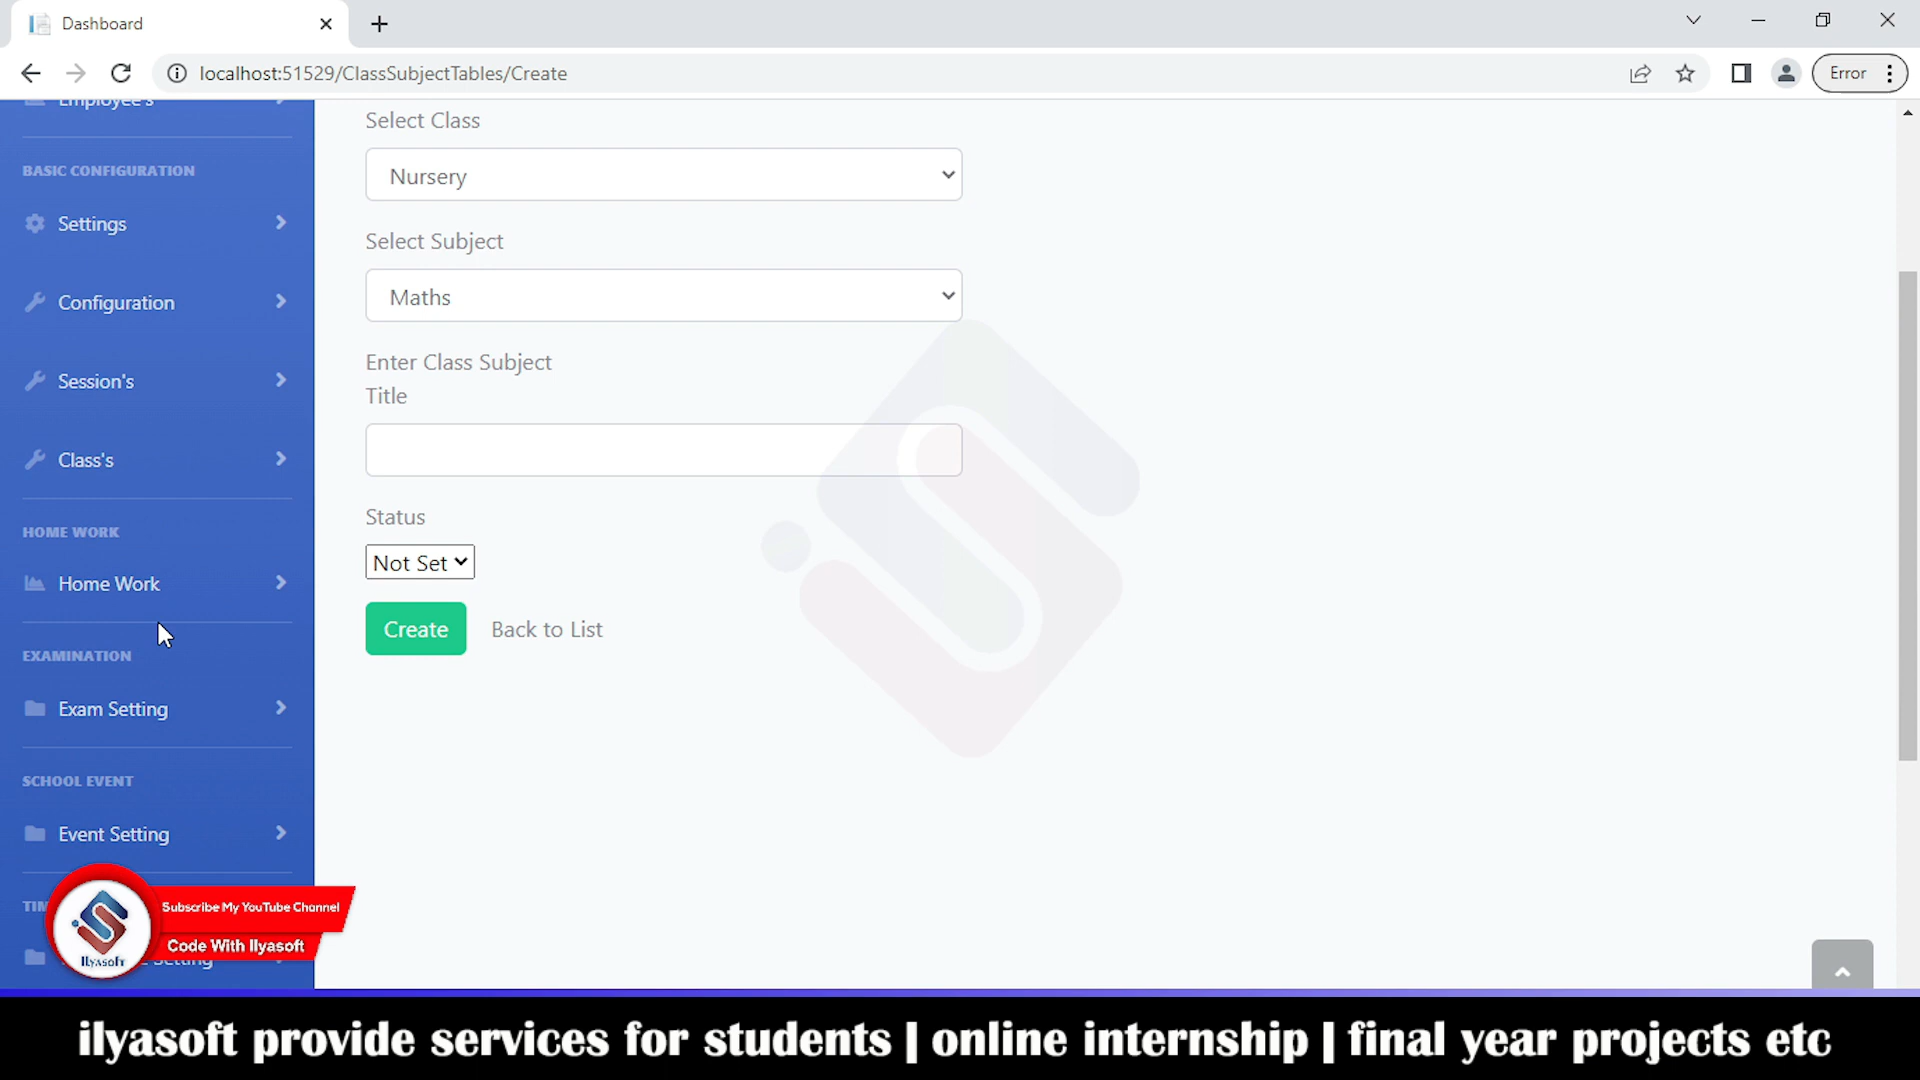 Dashboard
localhost:51529/ClassSubjectTables/Create
Error
Employee's
BASIC CONFIGURATION
Settings
Configuration
Session's
Class's
HOME WORK
Home Work
EXAMINATION
Exam Setting
SCHOOL EVENT
Event Setting
Setting
Select Class
Nursery
Select Subject
Maths
Enter Class Subject
Title
Status
Not Set
Create
Back to List
Subscribe My YouTube Channel
Code With Ilyasoft
Ilyasoft
ilyasoft provide services for students | online internship | final year projects etc